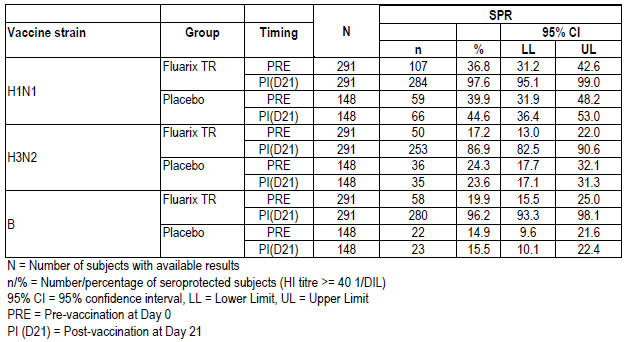 SPR
Vaccine strain Group Timing N 95% CI
n % LL UL
H1N1 Fluarix TR PRE 291 107 36.8 31.2 42.6
PI(D21) 291 284 97.6 95.1 99.0
Placebo PRE 148 59 39.9 31.9 48.2
PI(D21) 148 66 44.6 36.4 53.0
H3N2 Fluarix TR PRE 291 50 17.2 13.0 22.0
PI(D21) 291 253 86.9 82.5 90.6
Placebo PRE 148 36 24.3 17.7 32.1
PI(D21) 148 35 23.6 17.1 31.3
B Fluarix TR PRE 291 58 19.9 15.5 25.0
PI(D21) 291 280 96.2 93.3 98.1
Placebo PRE 148 22 14.9 9.6 21.6
PI(D21) 148 23 15.5 10.1 22.4
N = Number of subjects with available results
n/% = Number/percentage of seroprotected subjects (HI titre >= 40 1/DIL)
95% CI = 95% confidence interval, LL = Lower Limit, UL = Upper Limit
PRE = Pre-vaccination at Day 0
PI (D21) = Post-vaccination at Day 21